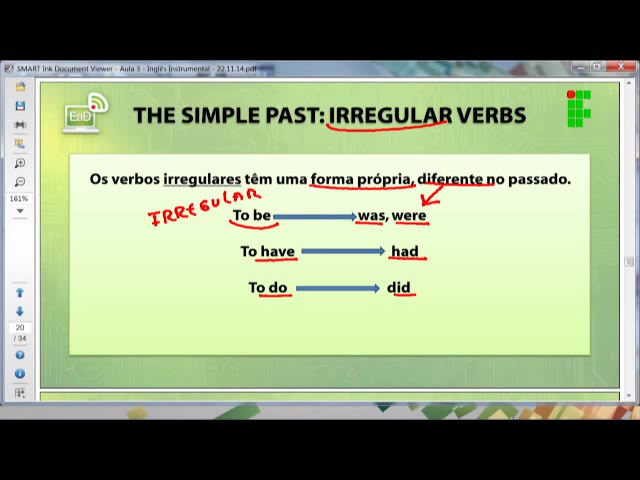 SMART Ink Document Viewer - Aula 3 - Inglês Instrumental - 22.11.14.pdf
EaD
THE SIMPLE PAST: IRREGULAR VERBS
161%
Os verbos irregulares têm uma forma própria, diferente no passado.
IRREGULAR
To be was, were
To have had
To do did
20
/ 34